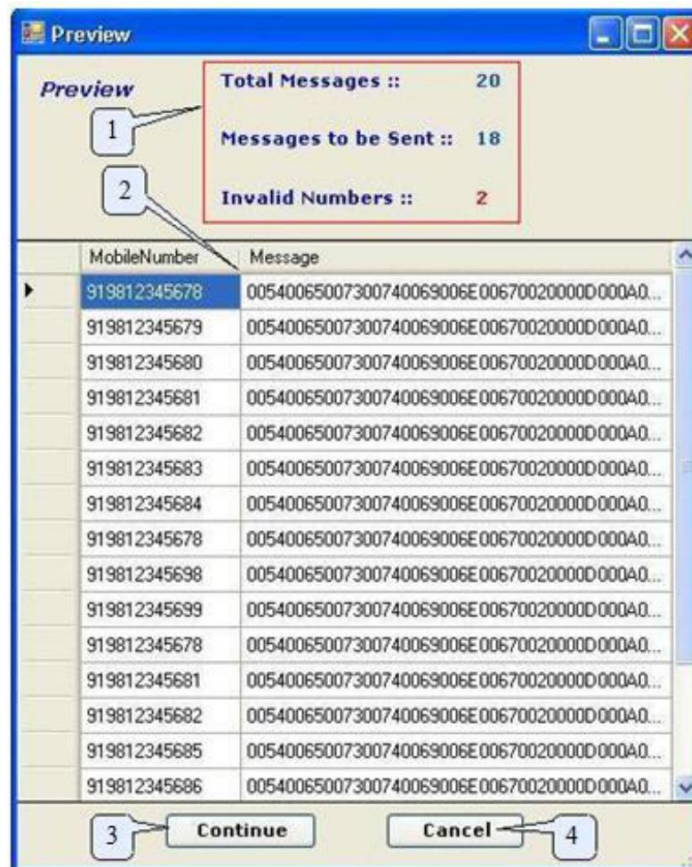 Preview
Preview
Total Messages :: 20
1
Messages to be Sent :: 18
2
Invalid Numbers :: 2
MobileNumber Message
919812345678 00540065007300740069006E00670020000D000A0...
919812345679 00540065007300740069006E00670020000D000A0...
919812345680 00540065007300740069006E00670020000D000A0...
919812345681 00540065007300740069006E00670020000D000A0...
919812345682 00540065007300740069006E00670020000D000A0...
919812345683 00540065007300740069006E00670020000D000A0...
919812345684 00540065007300740069006E00670020000D000A0...
919812345678 00540065007300740069006E00670020000D000A0...
919812345698 00540065007300740069006E00670020000D000A0...
919812345699 00540065007300740069006E00670020000D000A0...
919812345678 00540065007300740069006E00670020000D000A0...
919812345681 00540065007300740069006E00670020000D000A0...
919812345682 00540065007300740069006E00670020000D000A0...
919812345685 00540065007300740069006E00670020000D000A0...
919812345686 00540065007300740069006E00670020000D000A0...
3 Continue Cancel 4